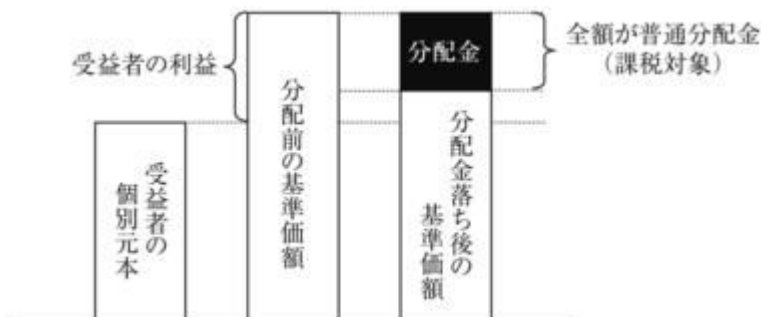 受益者の利益
受益者の
個別元本
分配前の基準価額
分配金
分配金落ち後の
基準価額
全額が普通分配金
(課税対象)